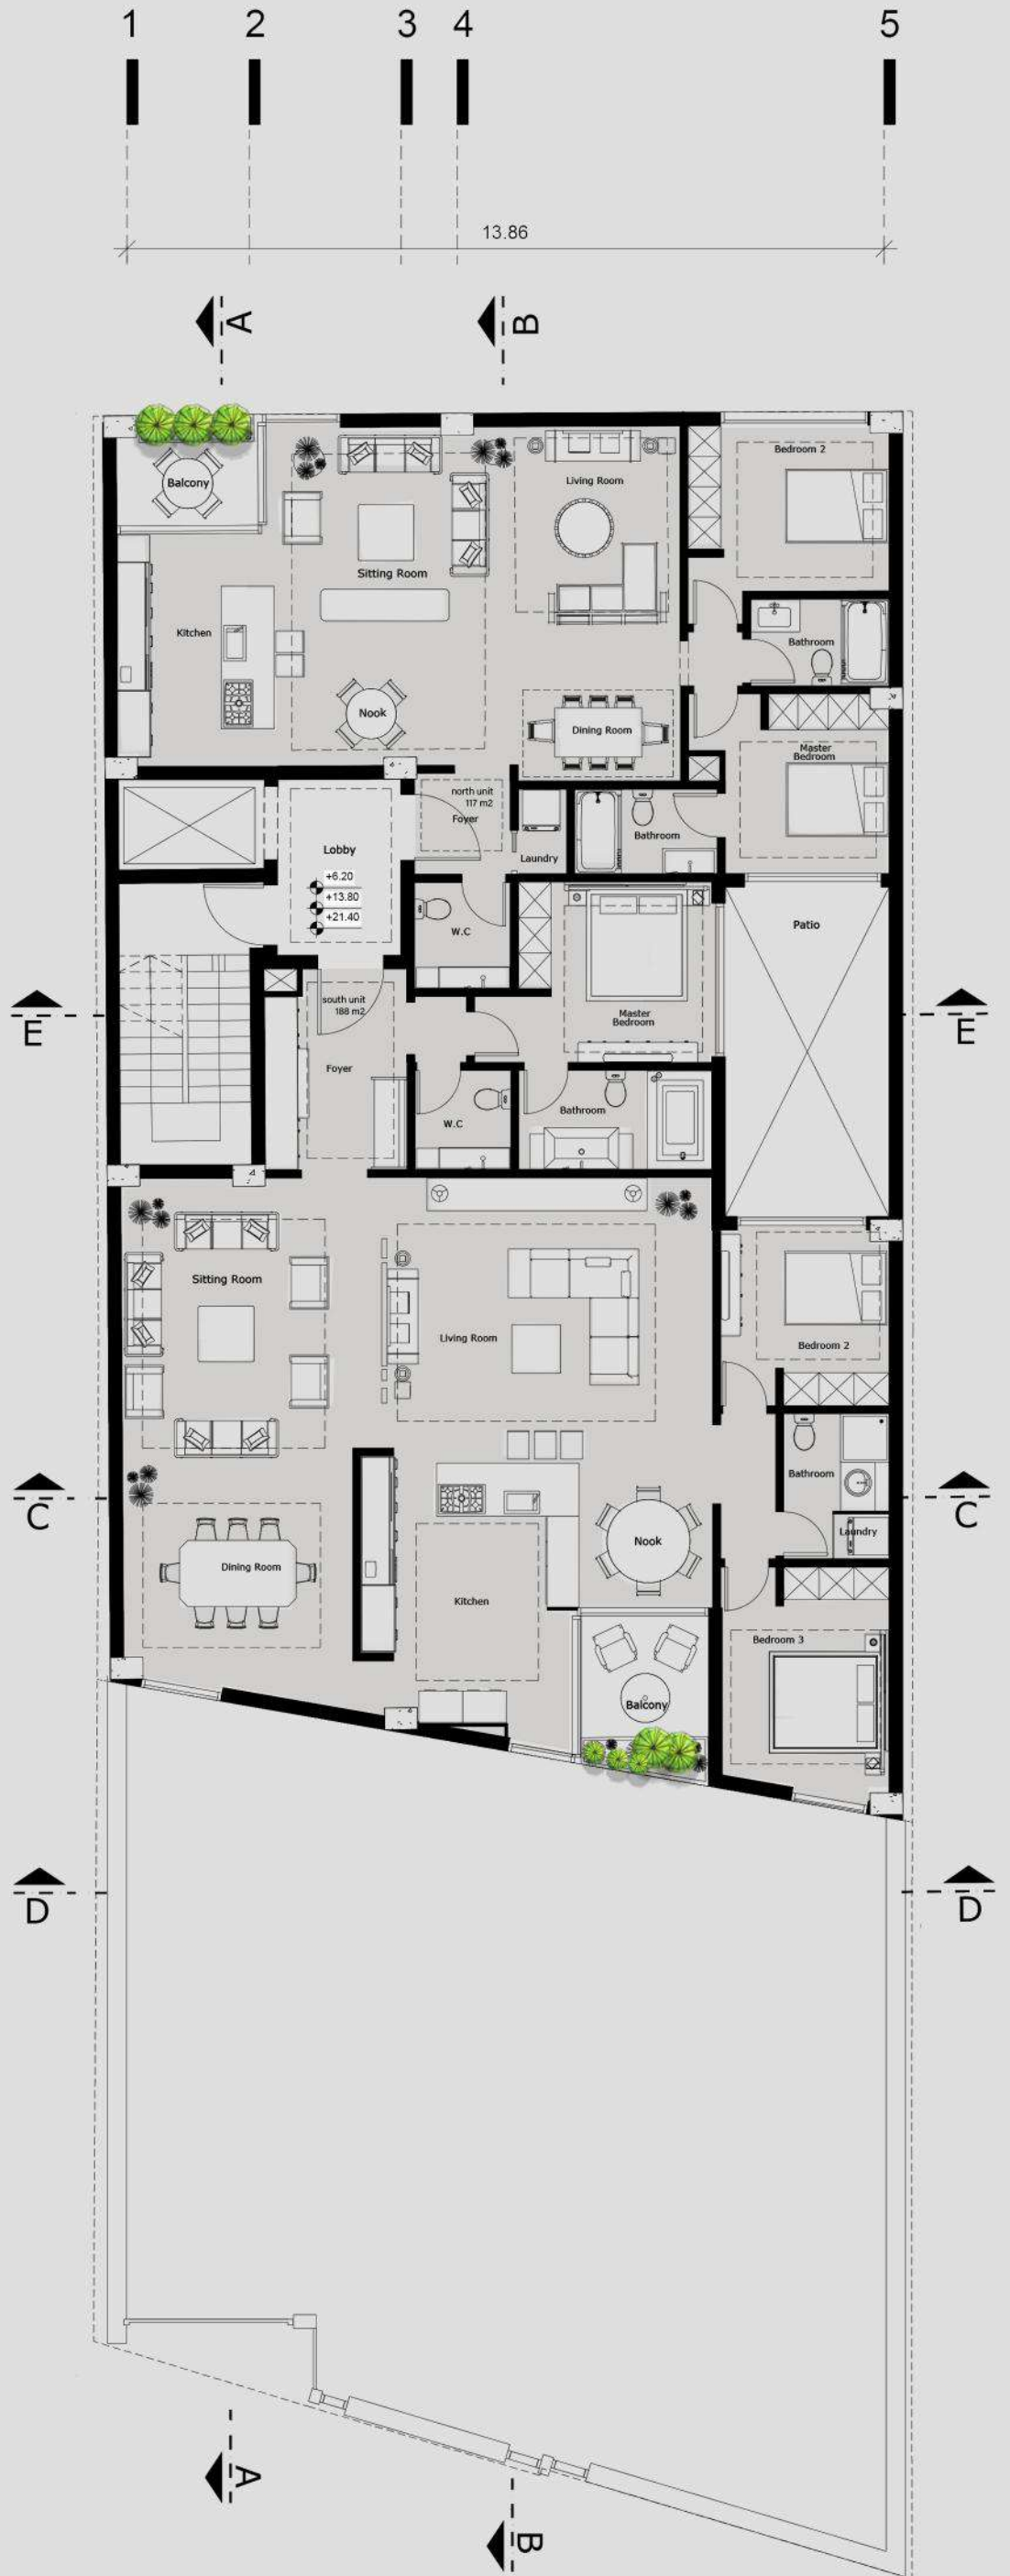 1
2
3
4
5
13.86
A
B
Bedroom 2
Living Room
Balcony
Sitting Room
Kitchen
Bathroom
Nook
Dining Room
Master
Bedroom
north unit
117 m2
Foyer
Bathroom
Lobby
Laundry
+6.20
+13.80
+21.40
W.C
Patio
E
E
south unit
188 m2
Master
Bedroom
Foyer
Bathroom
W.C
Sitting Room
Living Room
Bedroom 2
Bathroom
C
C
Laundry
Nook
Dining Room
Kitchen
Bedroom 3
Balcony
D
D
A
B